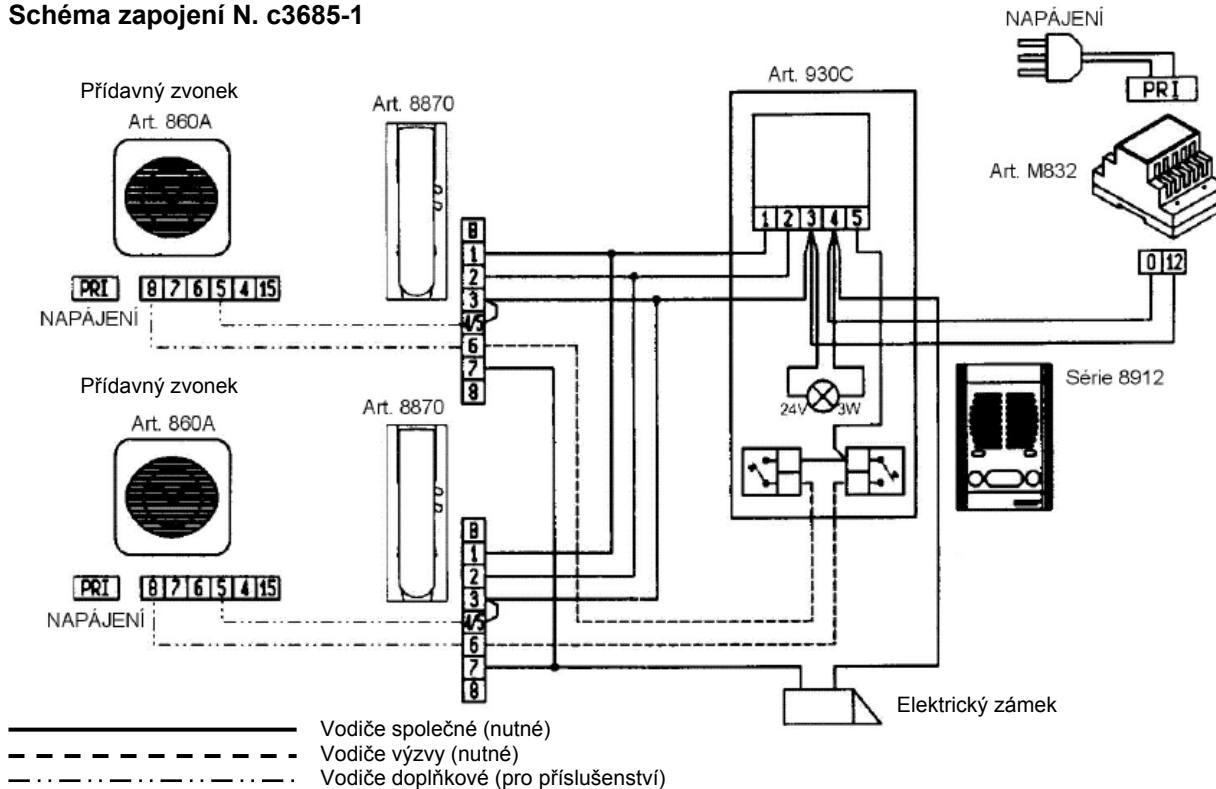 Schéma zapojení N. c3685-1
NAPÁJENÍ
PRI
Přídavný zvonek
Art. 860A
Art. 8870
Art. 930C
Art. M832
1 2 3 4 5
0 12
B
1
2
3
4/5
6
7
8
PRI 8 7 6 5 4 15
NAPÁJENÍ
24V 3W
Série 8912
Přídavný zvonek
Art. 860A
Art. 8870
B
1
2
3
4/5
6
7
8
PRI 8 7 6 5 4 15
NAPÁJENÍ
Elektrický zámek
Vodiče společné (nutné)
Vodiče výzvy (nutné)
Vodiče doplňkové (pro příslušenství)